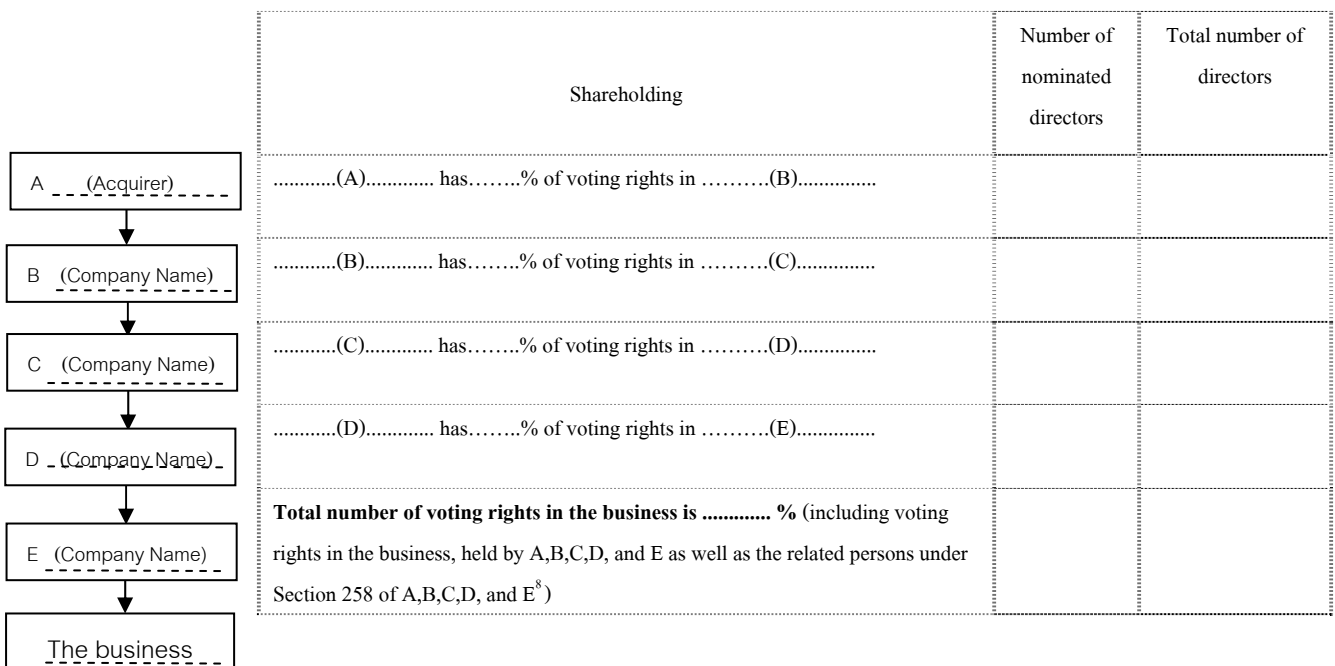 Shareholding
Number of
nominated
directors
Total number of
directors
A (Acquirer)
............(A)............. has……..% of voting rights in ……….(B)...............
B (Company Name)
............(B)............. has……..% of voting rights in ……….(C)...............
C (Company Name)
............(C)............. has……..% of voting rights in ……….(D)...............
D (Company Name)
............(D)............. has……..% of voting rights in ……….(E)...............
E (Company Name)
Total number of voting rights in the business is ............. % (including voting
rights in the business, held by A,B,C,D, and E as well as the related persons under
Section 258 of A,B,C,D, and E⁸)
The business